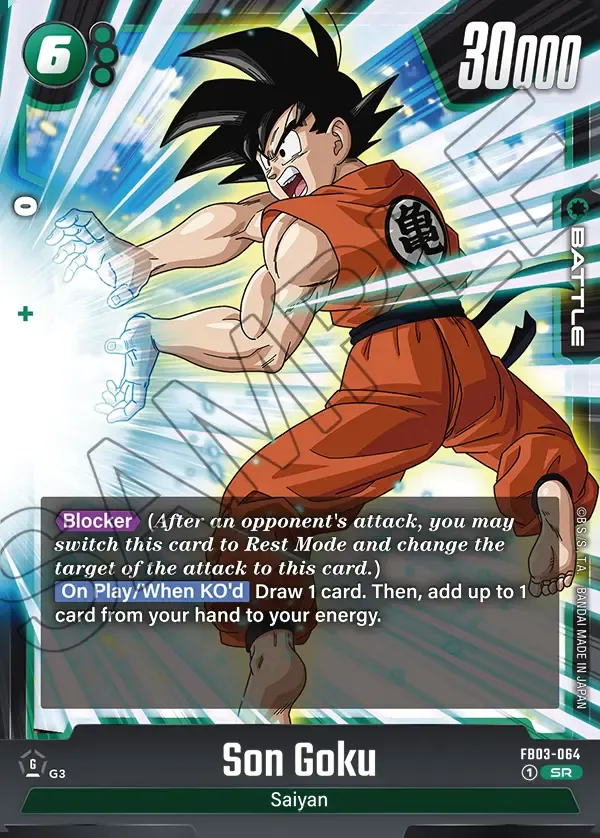 6
30000
0
+
BATTLE
亀
SAMPLE
Blocker (After an opponent's attack, you may
switch this card to Rest Mode and change the
target of the attack to this card.)
On Play/When KO'd Draw 1 card. Then, add up to 1
card from your hand to your energy.
©B.S./S.,T.A. BANDAI MADE IN JAPAN
G
G3
Son Goku
FB03-064
1 SR
Saiyan